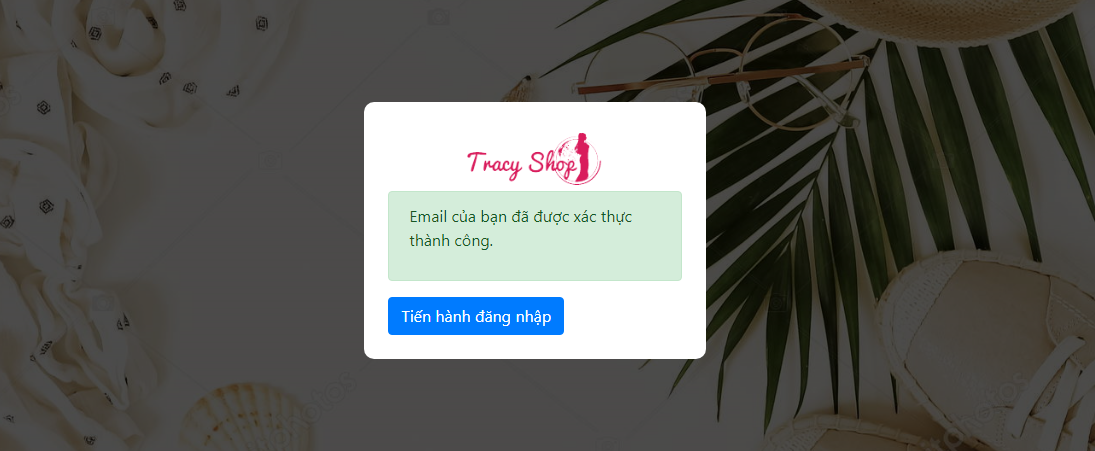 Tracy Shop
Email của bạn đã được xác thực
thành công.
Tiến hành đăng nhập